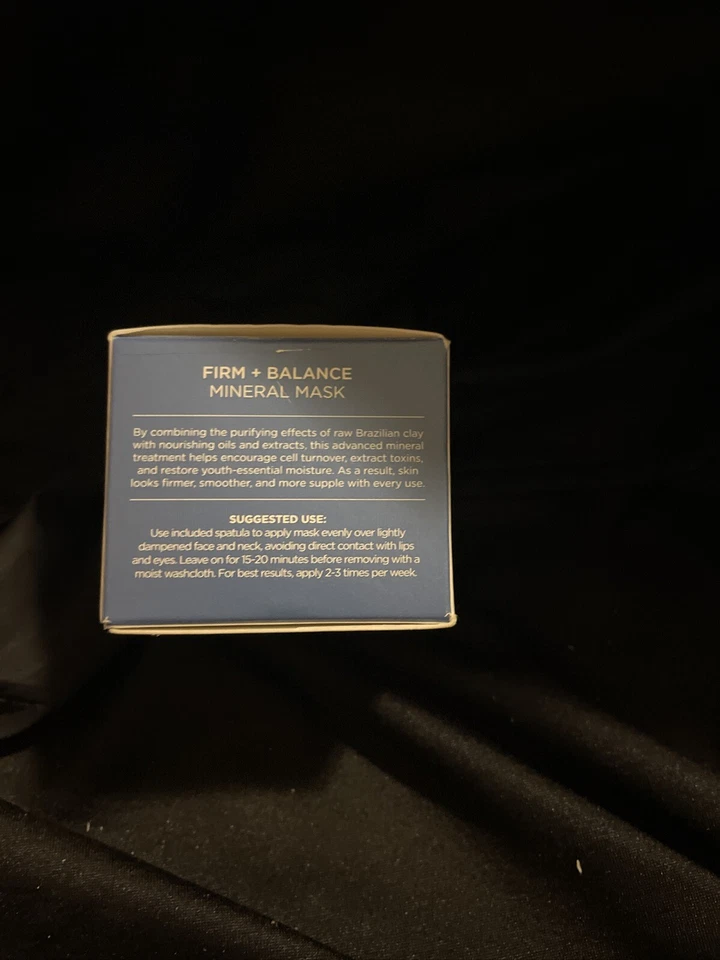 FIRM + BALANCE
MINERAL MASK
By combining the purifying effects of raw Brazilian clay
with nourishing oils and extracts, this advanced mineral
treatment helps encourage cell turnover, extract toxins,
and restore youth-essential moisture. As a result, skin
looks firmer, smoother, and more supple with every use.
SUGGESTED USE:
Use included spatula to apply mask evenly over lightly
dampened face and neck, avoiding direct contact with lips
and eyes. Leave on for 15-20 minutes before removing with a
moist washcloth. For best results, apply 2-3 times per week.